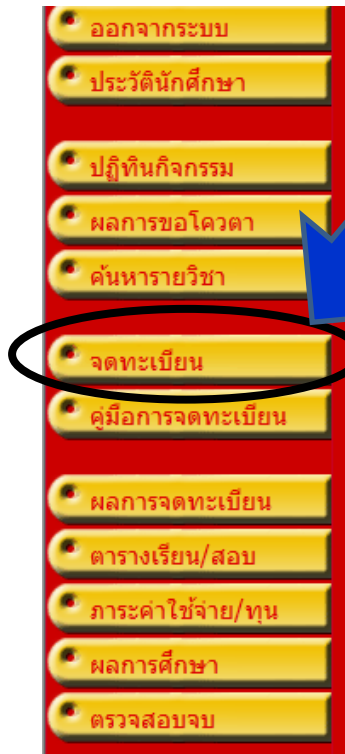 ออกจากระบบ
ประวัตินักศึกษา
ปฏิทินกิจกรรม
ผลการขอโควตา
ค้นหารายวิชา
จดทะเบียน
คู่มือการจดทะเบียน
ผลการจดทะเบียน
ตารางเรียน/สอบ
ภาระค่าใช้จ่าย/ทุน
ผลการศึกษา
ตรวจสอบจบ